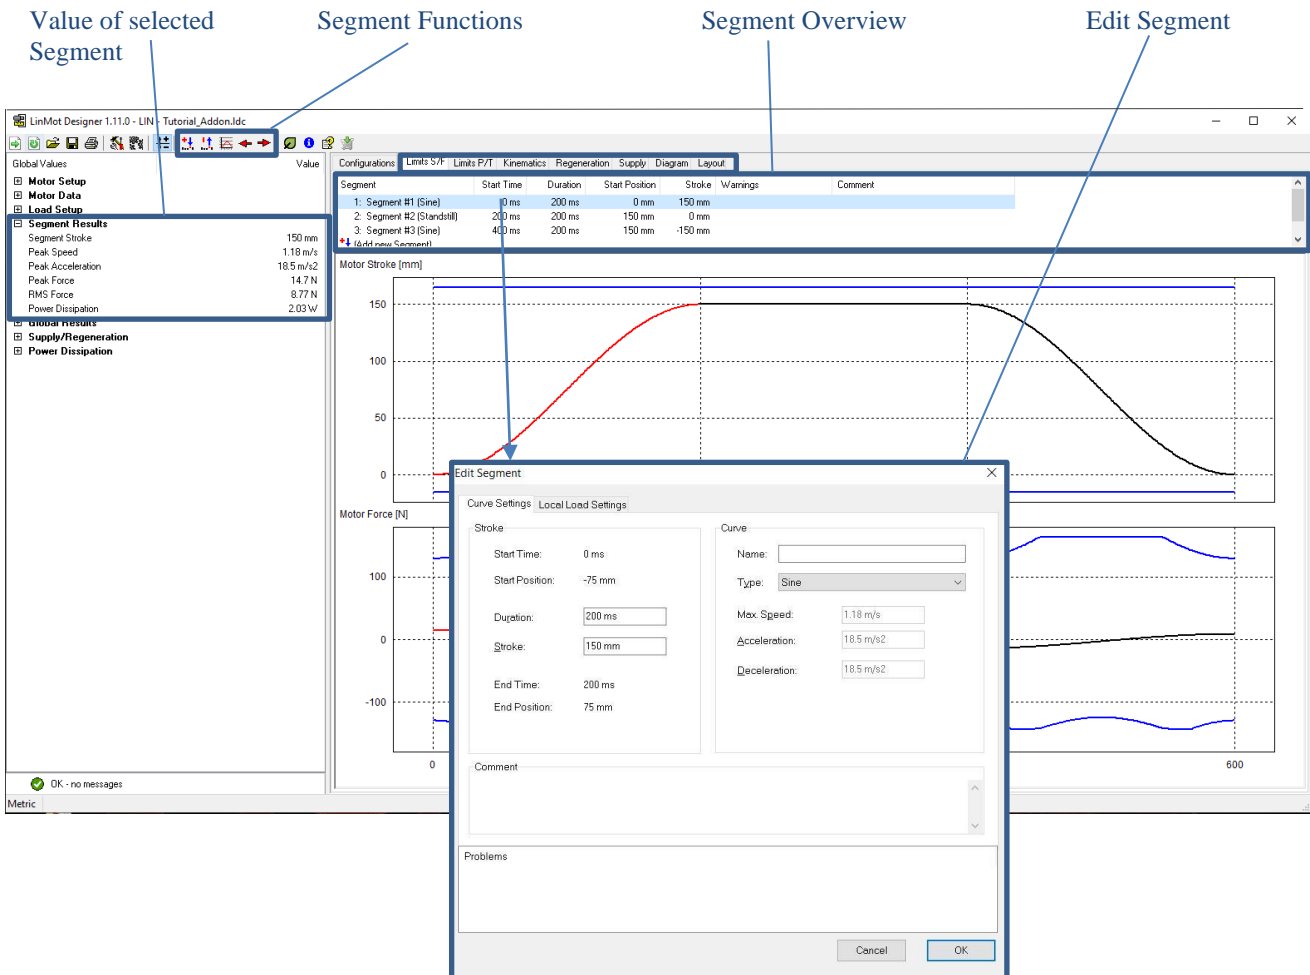 Value of selected
Segment
Segment Functions
Segment Overview
Edit Segment
LinMot Designer 1.11.0 - LIN - Tutorial_Addon.ldc
Global Values Value
Motor Setup
Motor Data
Load Setup
Segment Results
Segment Stroke 150 mm
Peak Speed 1.18 m/s
Peak Acceleration 18.5 m/s2
Peak Force 14.7 N
RMS Force 8.77 N
Power Dissipation 2.03 W
Global Results
Supply/Regeneration
Power Dissipation
Configurations Limits S/F Limits P/T Kinematics Regeneration Supply Diagram Layout
Segment Start Time Duration Start Position Stroke Warnings Comment
1: Segment #1 (Sine) 0 ms 200 ms 0 mm 150 mm
2: Segment #2 (Standstill) 200 ms 200 ms 150 mm 0 mm
3: Segment #3 (Sine) 400 ms 200 ms 150 mm -150 mm
(Add new Segment)
Motor Stroke [mm]
150
100
50
0
Motor Force [N]
100
0
-100
0 600
Edit Segment
Curve Settings Local Load Settings
Stroke
Start Time: 0 ms
Start Position: -75 mm
Duration: 200 ms
Stroke: 150 mm
End Time: 200 ms
End Position: 75 mm
Curve
Name:
Type: Sine
Max. Speed: 1.18 m/s
Acceleration: 18.5 m/s2
Deceleration: 18.5 m/s2
Comment
Problems
Cancel OK
OK - no messages
Metric